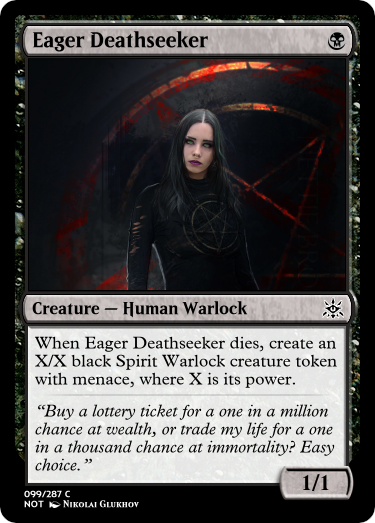 Eager Deathseeker
Creature — Human Warlock
When Eager Deathseeker dies, create an
X/X black Spirit Warlock creature token
with menace, where X is its power.
“Buy a lottery ticket for a one in a million
chance at wealth, or trade my life for a one
in a thousand chance at immortality? Easy
choice.”
1/1
099/287 C
NOT Nikolai Glukhov